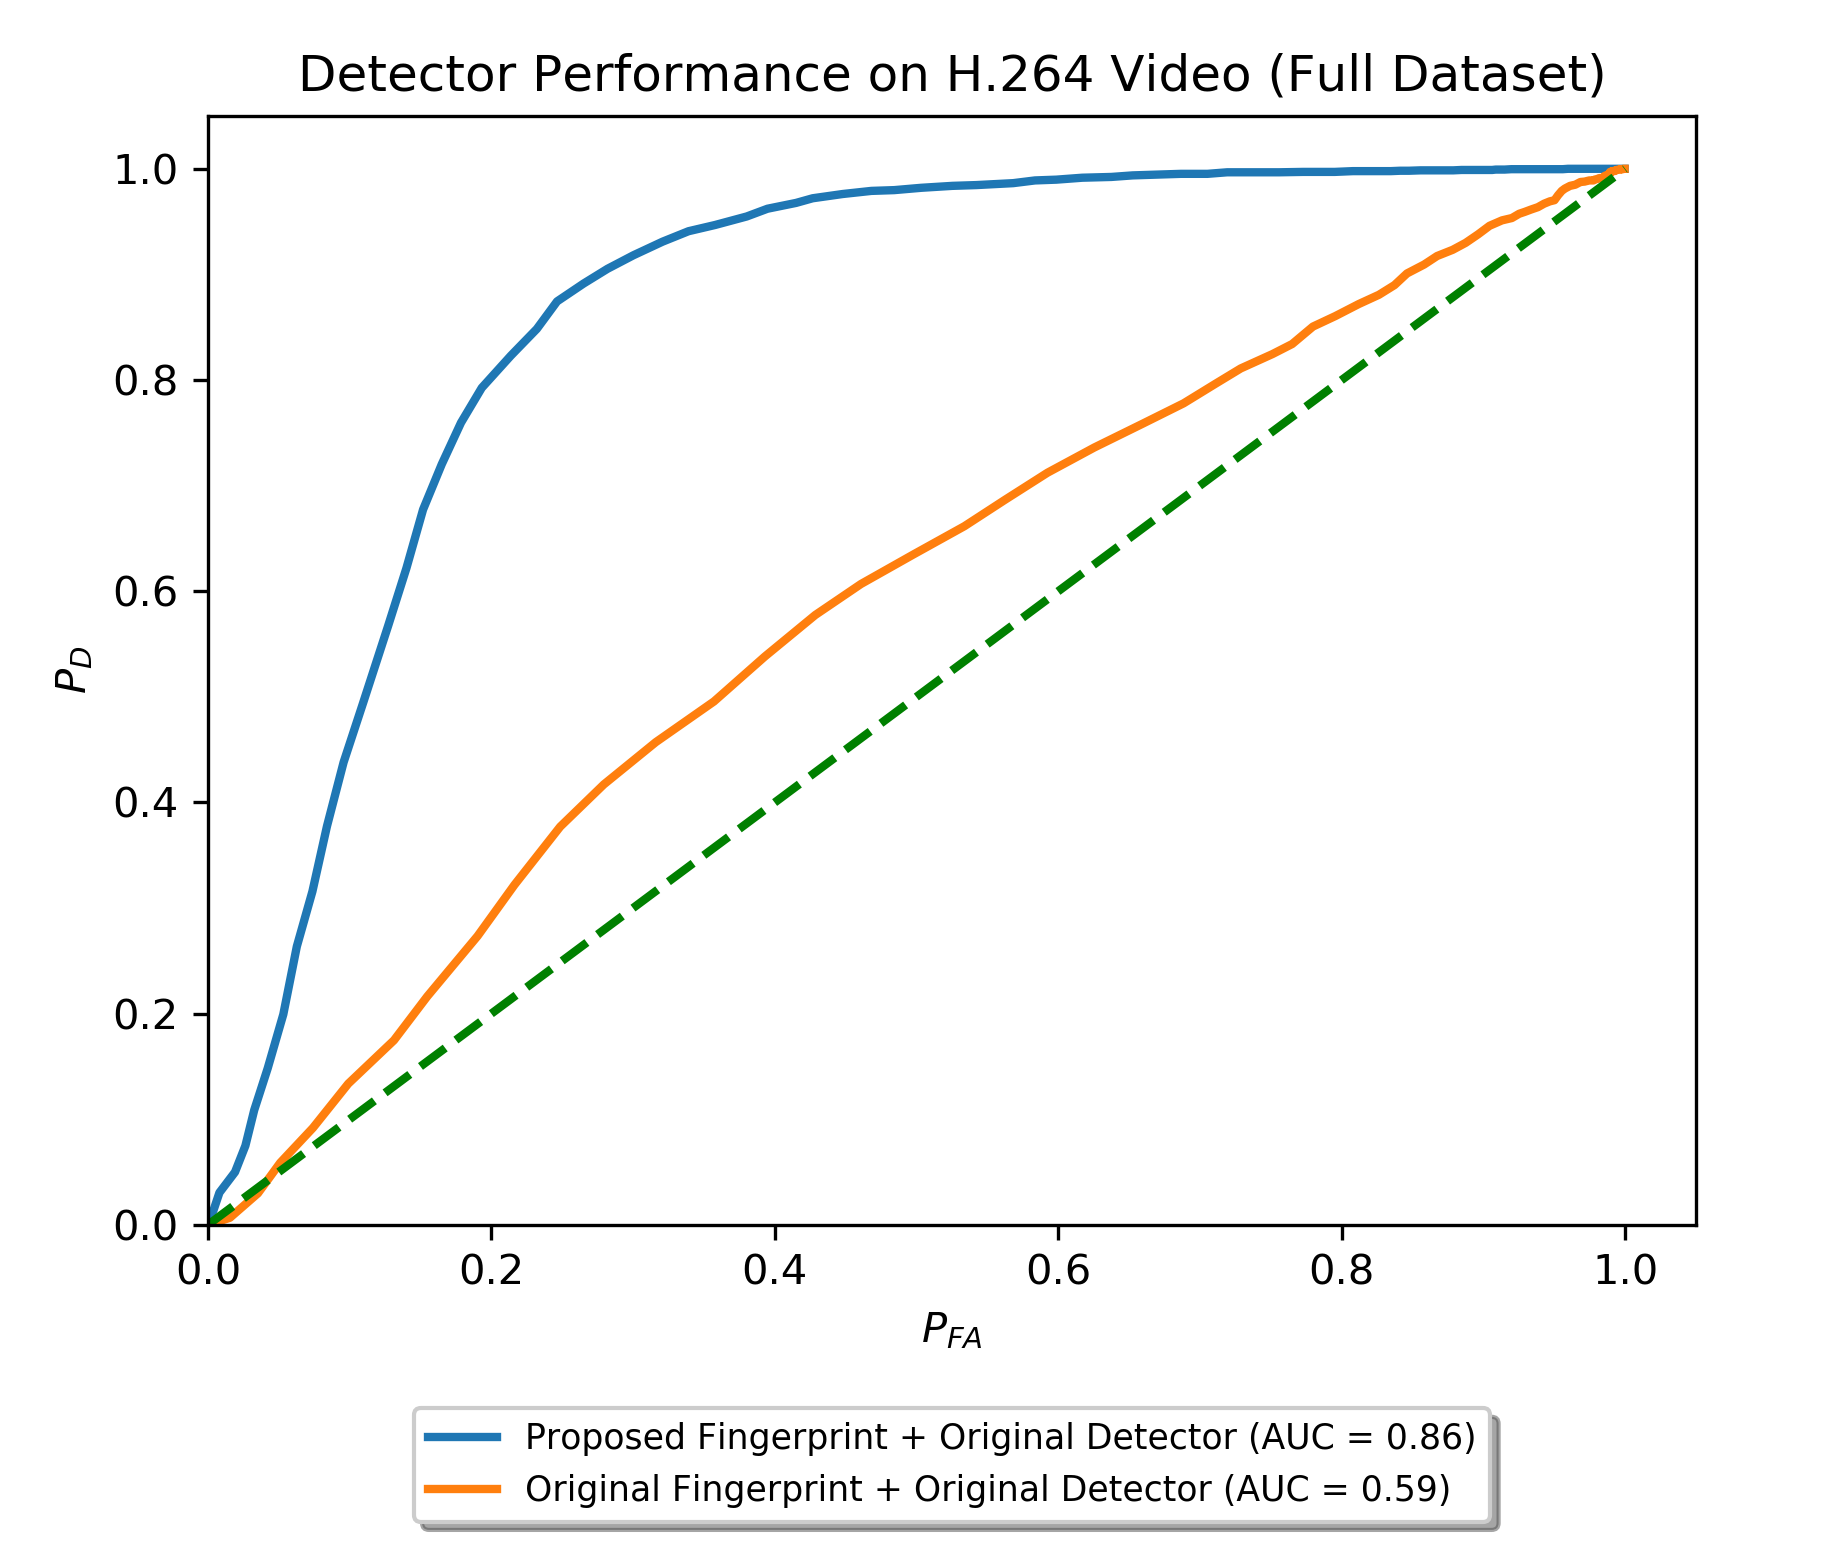 Detector Performance on H.264 Video (Full Dataset)
1.0
0.8
0.6
0.4
0.2
0.0
P_D
0.0 0.2 0.4 0.6 0.8 1.0
P_FA
Proposed Fingerprint + Original Detector (AUC = 0.86)
Original Fingerprint + Original Detector (AUC = 0.59)